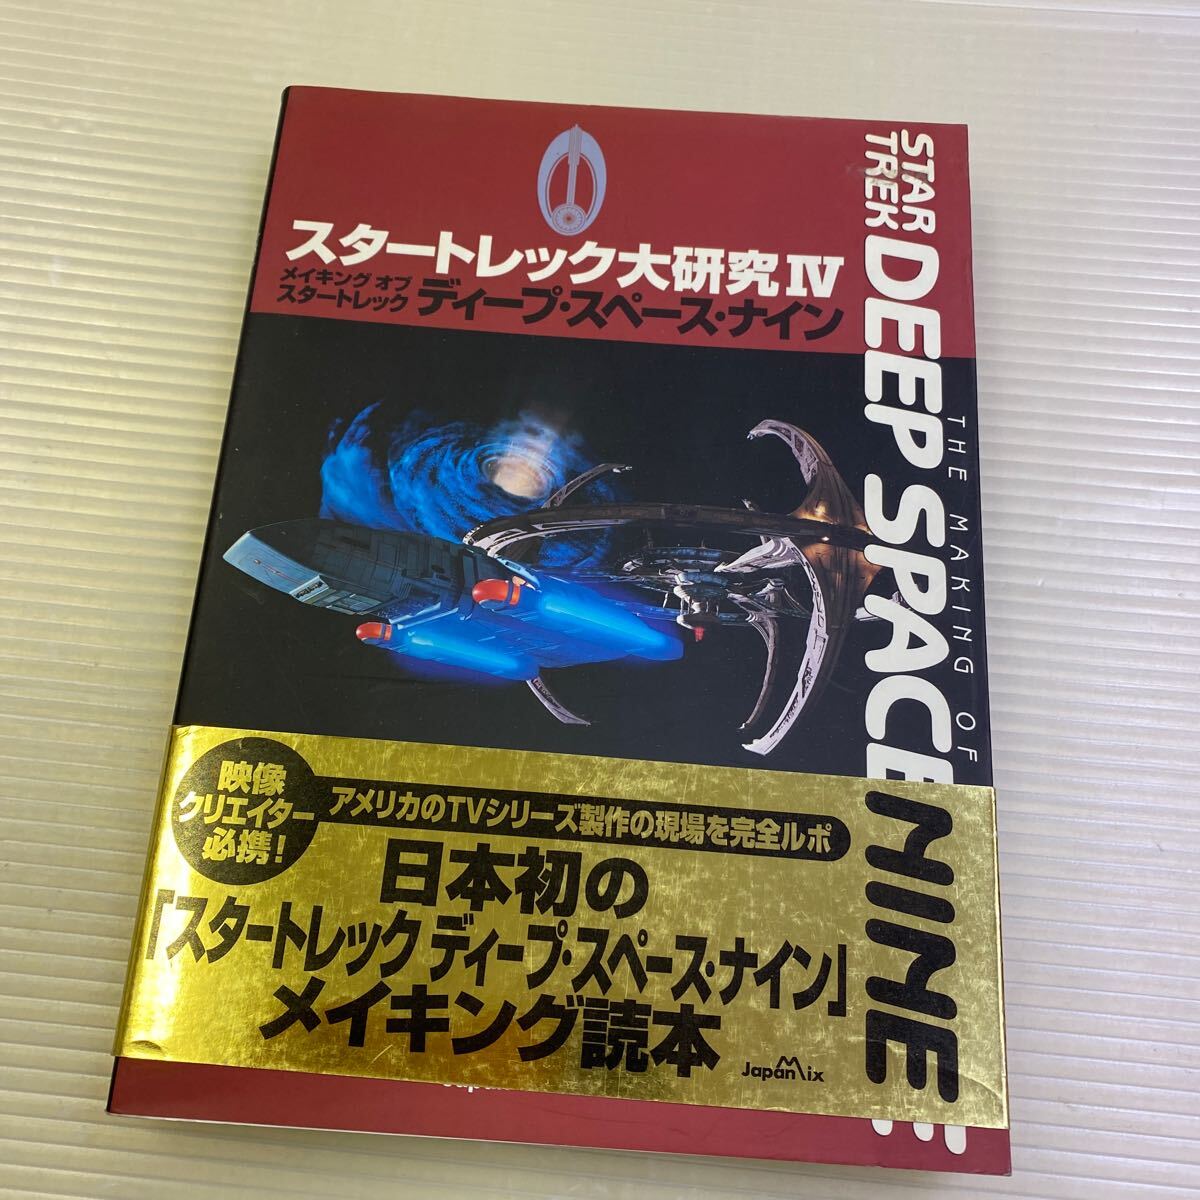 スタートレック大研究Ⅳ
メイキング オブ
スタートレック ディープ・スペース・ナイン
STAR
TREK
DEEP SPACE NINE
THE MAKING OF
映像
クリエイター
必携!
アメリカのTVシリーズ製作の現場を完全ルポ
日本初の
「スタートレック ディープ・スペース・ナイン」
メイキング読本
JapanMix